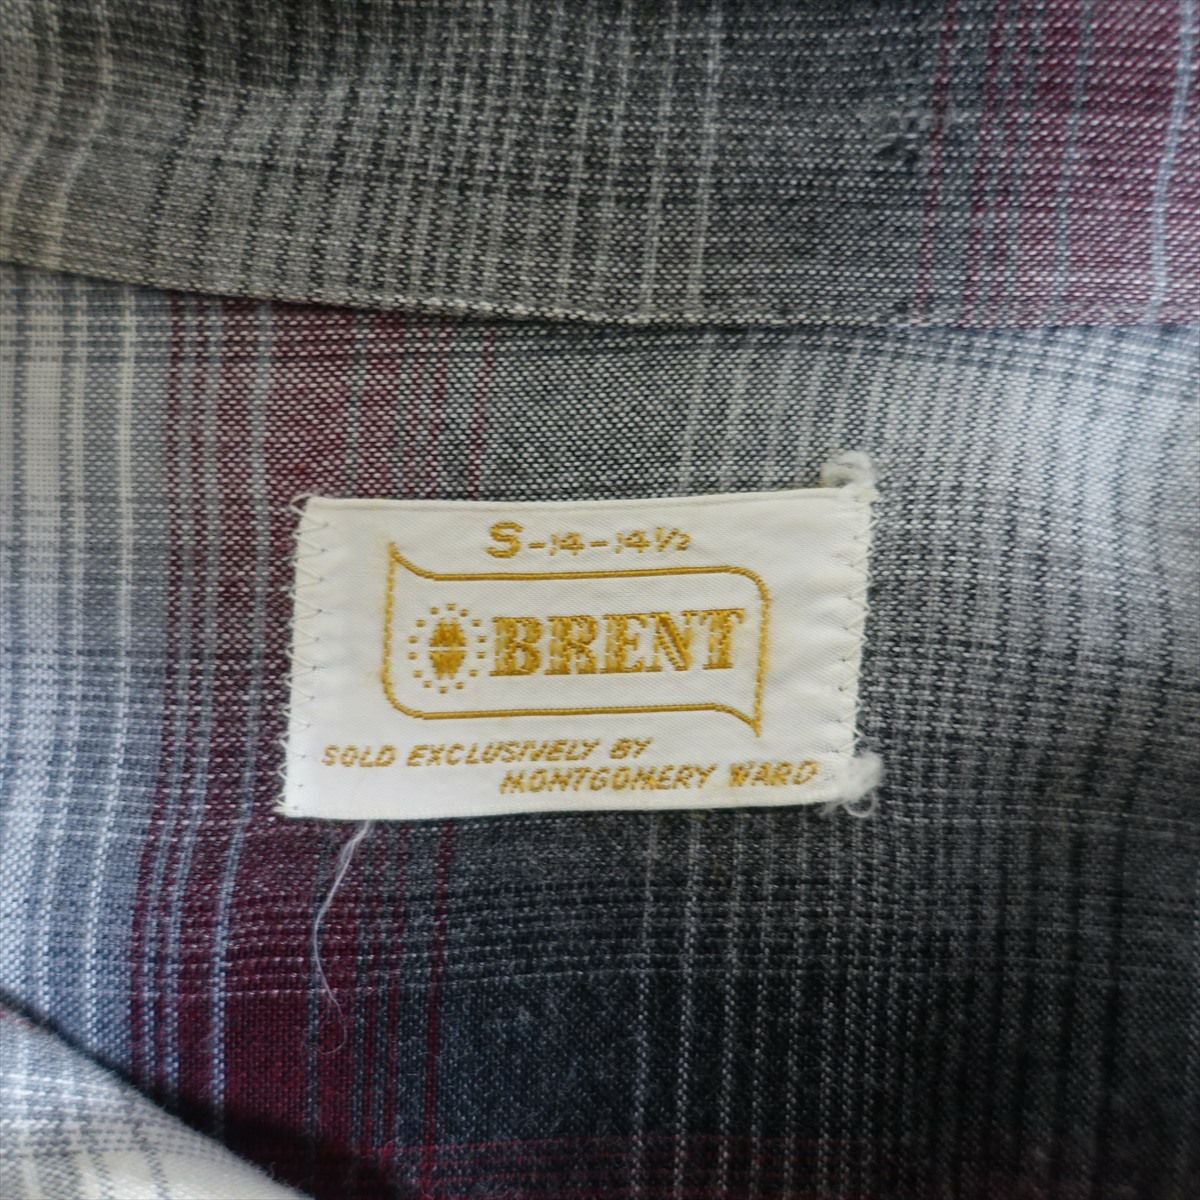 S-14-14½
BRENT
SOLD EXCLUSIVELY BY
MONTGOMERY WARD